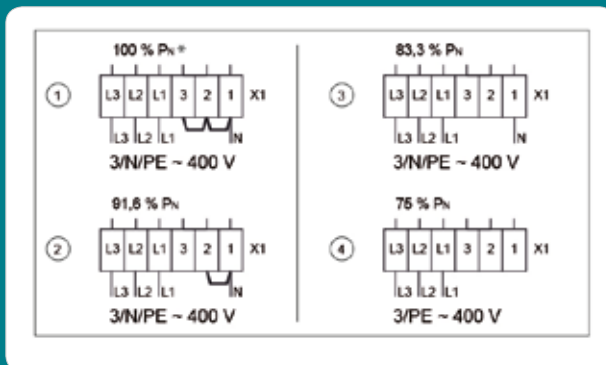 100 % PN *
1
L3 L2 L1 3 2 1 X1
L3 L2 L1 N
3/N/PE ~ 400 V
91,6 % PN
2
L3 L2 L1 3 2 1 X1
L3 L2 L1 N
3/N/PE ~ 400 V
83,3 % PN
3
L3 L2 L1 3 2 1 X1
L3 L2 L1 N
3/N/PE ~ 400 V
75 % PN
4
L3 L2 L1 3 2 1 X1
L3 L2 L1
3/PE ~ 400 V